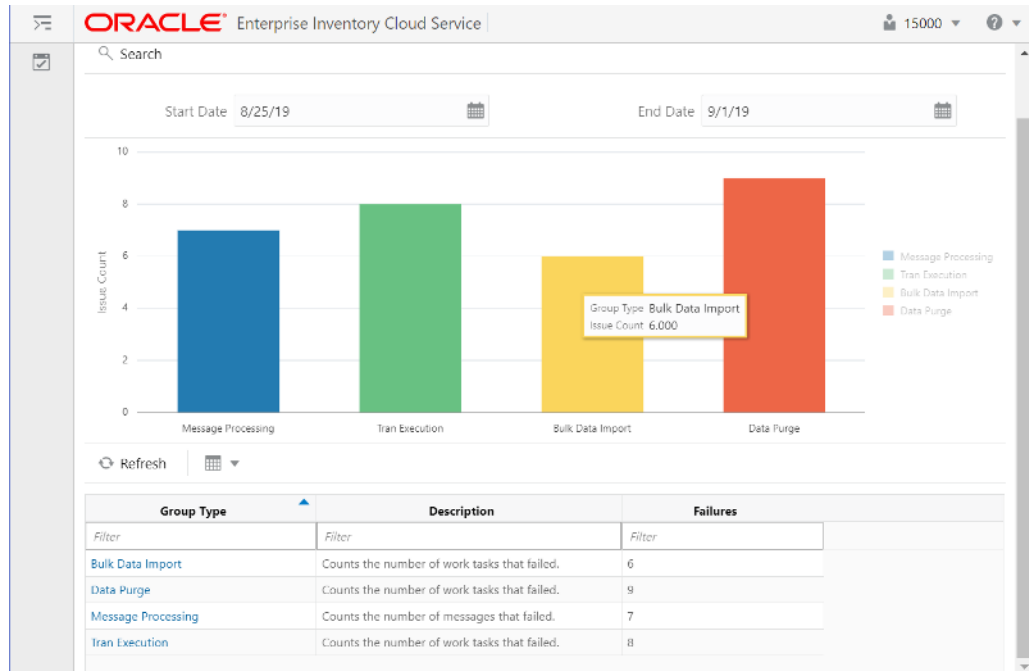 ORACLE® Enterprise Inventory Cloud Service 15000
Search
Start Date 8/25/19 End Date 9/1/19
10
8
6
4
2
0
Issue Count
Message Processing
Tran Execution
Bulk Data Import
Data Purge
Group Type Bulk Data Import
Issue Count 6.000
Message Processing Tran Execution Bulk Data Import Data Purge
Refresh
Group Type Description Failures
Filter Filter Filter
Bulk Data Import Counts the number of work tasks that failed. 6
Data Purge Counts the number of work tasks that failed. 9
Message Processing Counts the number of messages that failed. 7
Tran Execution Counts the number of work tasks that failed. 8